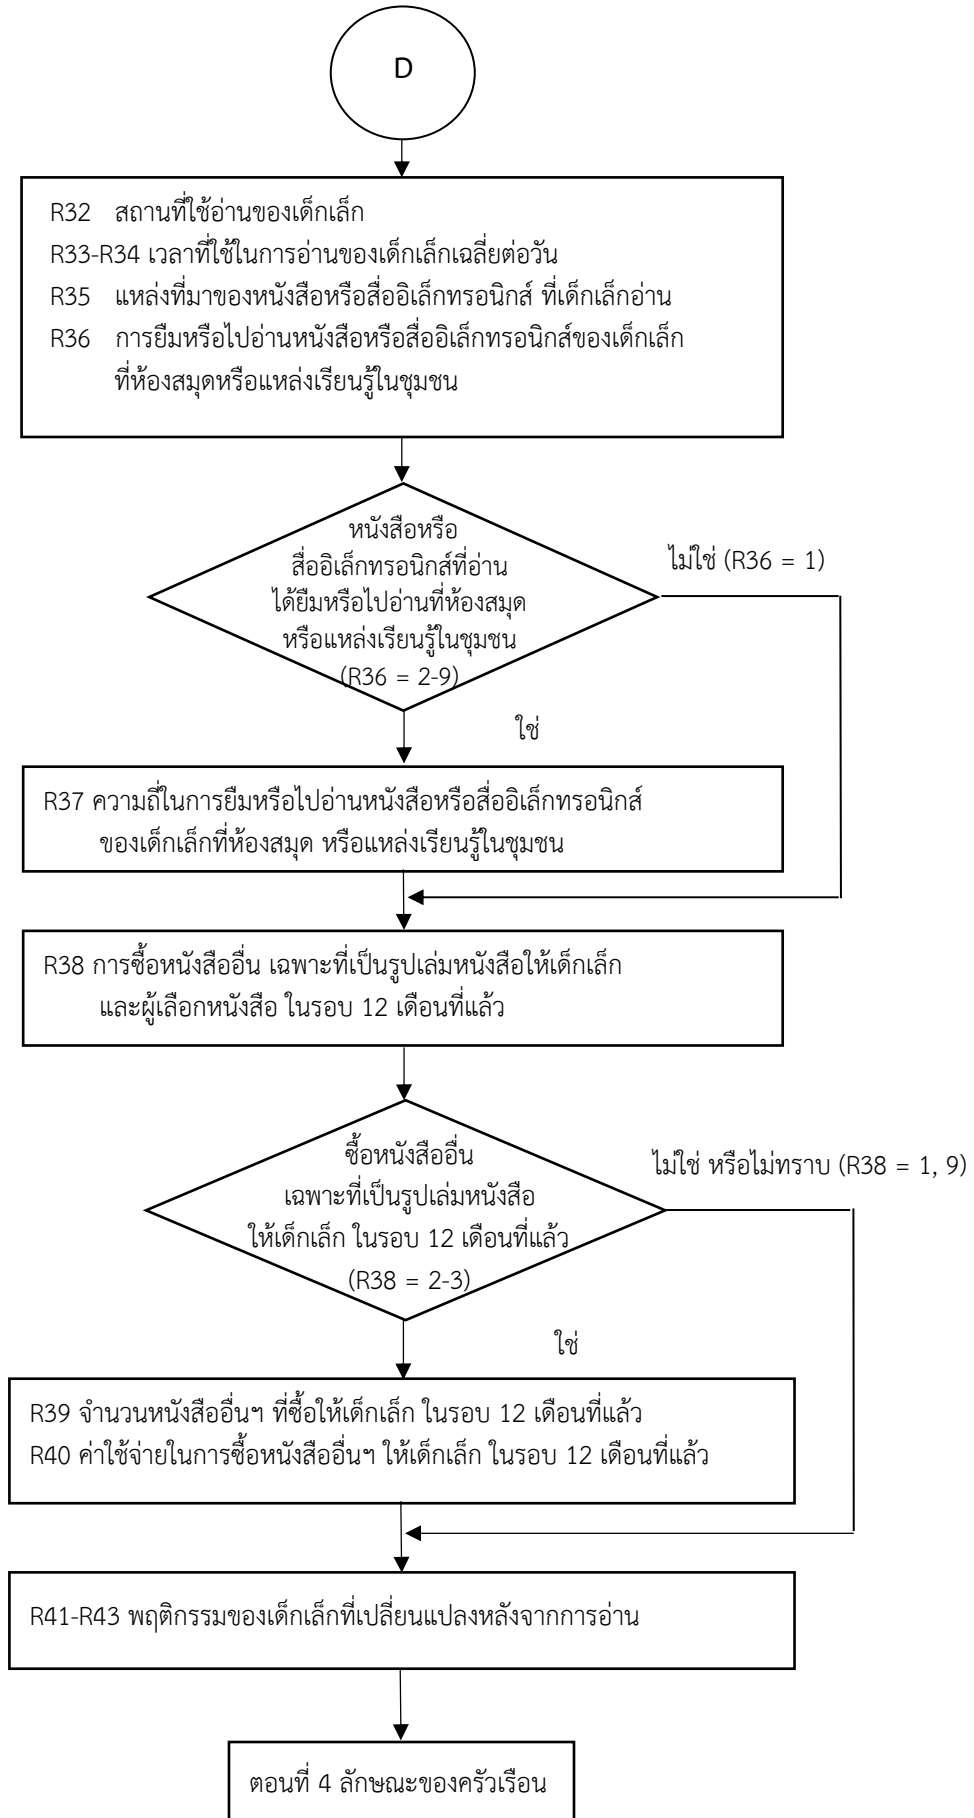 D
R32 สถานที่ใช้อ่านของเด็กเล็ก
R33-R34 เวลาที่ใช้ในการอ่านของเด็กเล็กเฉลี่ยต่อวัน
R35 แหล่งที่มาของหนังสือหรือสื่ออิเล็กทรอนิกส์ ที่เด็กเล็กอ่าน
R36 การยืมหรือไปอ่านหนังสือหรือสื่ออิเล็กทรอนิกส์ของเด็กเล็ก
ที่ห้องสมุดหรือแหล่งเรียนรู้ในชุมชน
หนังสือหรือ
สื่ออิเล็กทรอนิกส์ที่อ่าน
ได้ยืมหรือไปอ่านที่ห้องสมุด
หรือแหล่งเรียนรู้ในชุมชน
(R36 = 2-9)
ไม่ใช่ (R36 = 1)
ใช่
R37 ความถี่ในการยืมหรือไปอ่านหนังสือหรือสื่ออิเล็กทรอนิกส์
ของเด็กเล็กที่ห้องสมุด หรือแหล่งเรียนรู้ในชุมชน
R38 การซื้อหนังสืออื่น เฉพาะที่เป็นรูปเล่มหนังสือให้เด็กเล็ก
และผู้เลือกหนังสือ ในรอบ 12 เดือนที่แล้ว
ซื้อหนังสืออื่น
เฉพาะที่เป็นรูปเล่มหนังสือ
ให้เด็กเล็ก ในรอบ 12 เดือนที่แล้ว
(R38 = 2-3)
ไม่ใช่ หรือไม่ทราบ (R38 = 1, 9)
ใช่
R39 จำนวนหนังสืออื่นฯ ที่ซื้อให้เด็กเล็ก ในรอบ 12 เดือนที่แล้ว
R40 ค่าใช้จ่ายในการซื้อหนังสืออื่นฯ ให้เด็กเล็ก ในรอบ 12 เดือนที่แล้ว
R41-R43 พฤติกรรมของเด็กเล็กที่เปลี่ยนแปลงหลังจากการอ่าน
ตอนที่ 4 ลักษณะของครัวเรือน